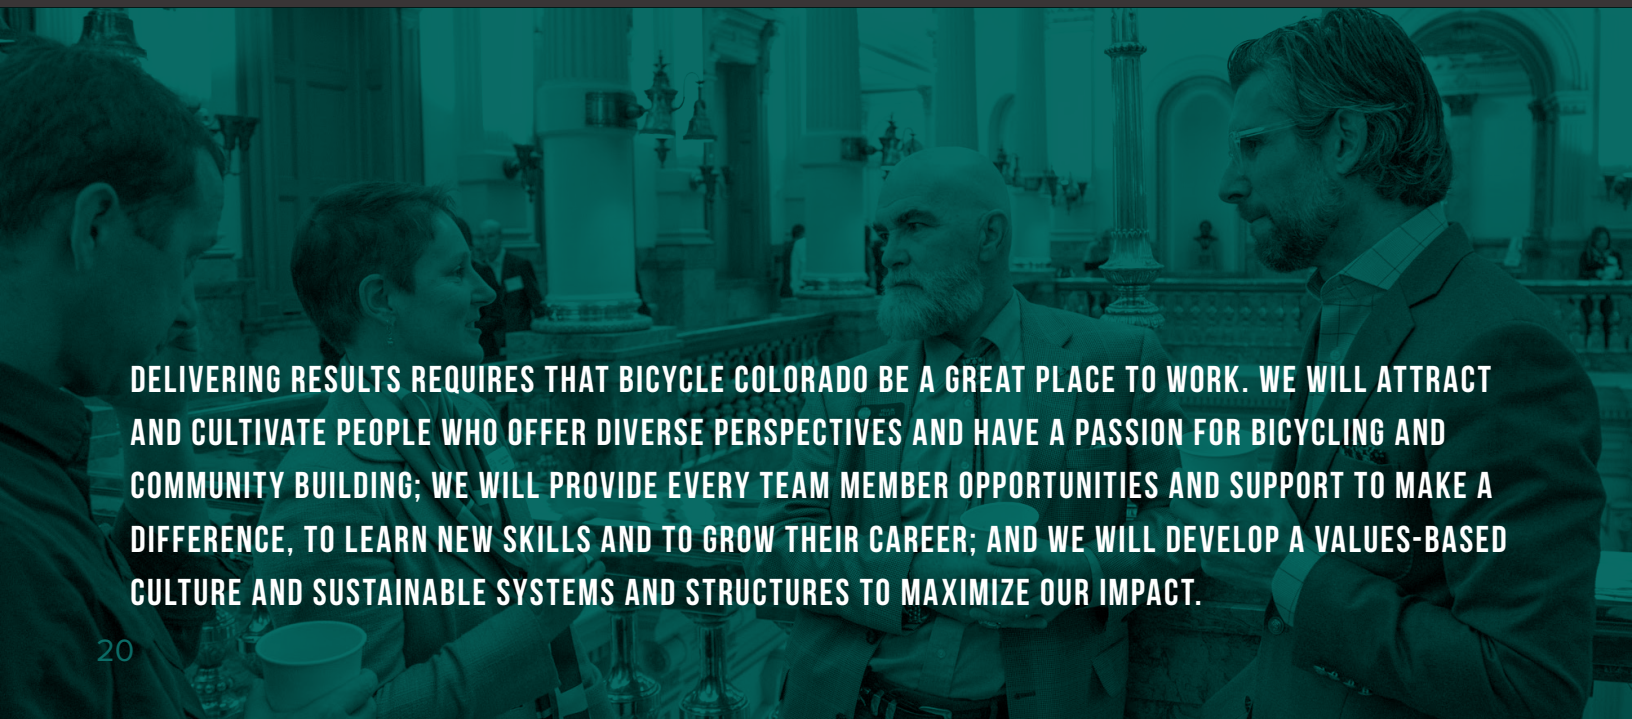 DELIVERING RESULTS REQUIRES THAT BICYCLE COLORADO BE A GREAT PLACE TO WORK. WE WILL ATTRACT
AND CULTIVATE PEOPLE WHO OFFER DIVERSE PERSPECTIVES AND HAVE A PASSION FOR BICYCLING AND
COMMUNITY BUILDING; WE WILL PROVIDE EVERY TEAM MEMBER OPPORTUNITIES AND SUPPORT TO MAKE A
DIFFERENCE, TO LEARN NEW SKILLS AND TO GROW THEIR CAREER; AND WE WILL DEVELOP A VALUES-BASED
CULTURE AND SUSTAINABLE SYSTEMS AND STRUCTURES TO MAXIMIZE OUR IMPACT.
20